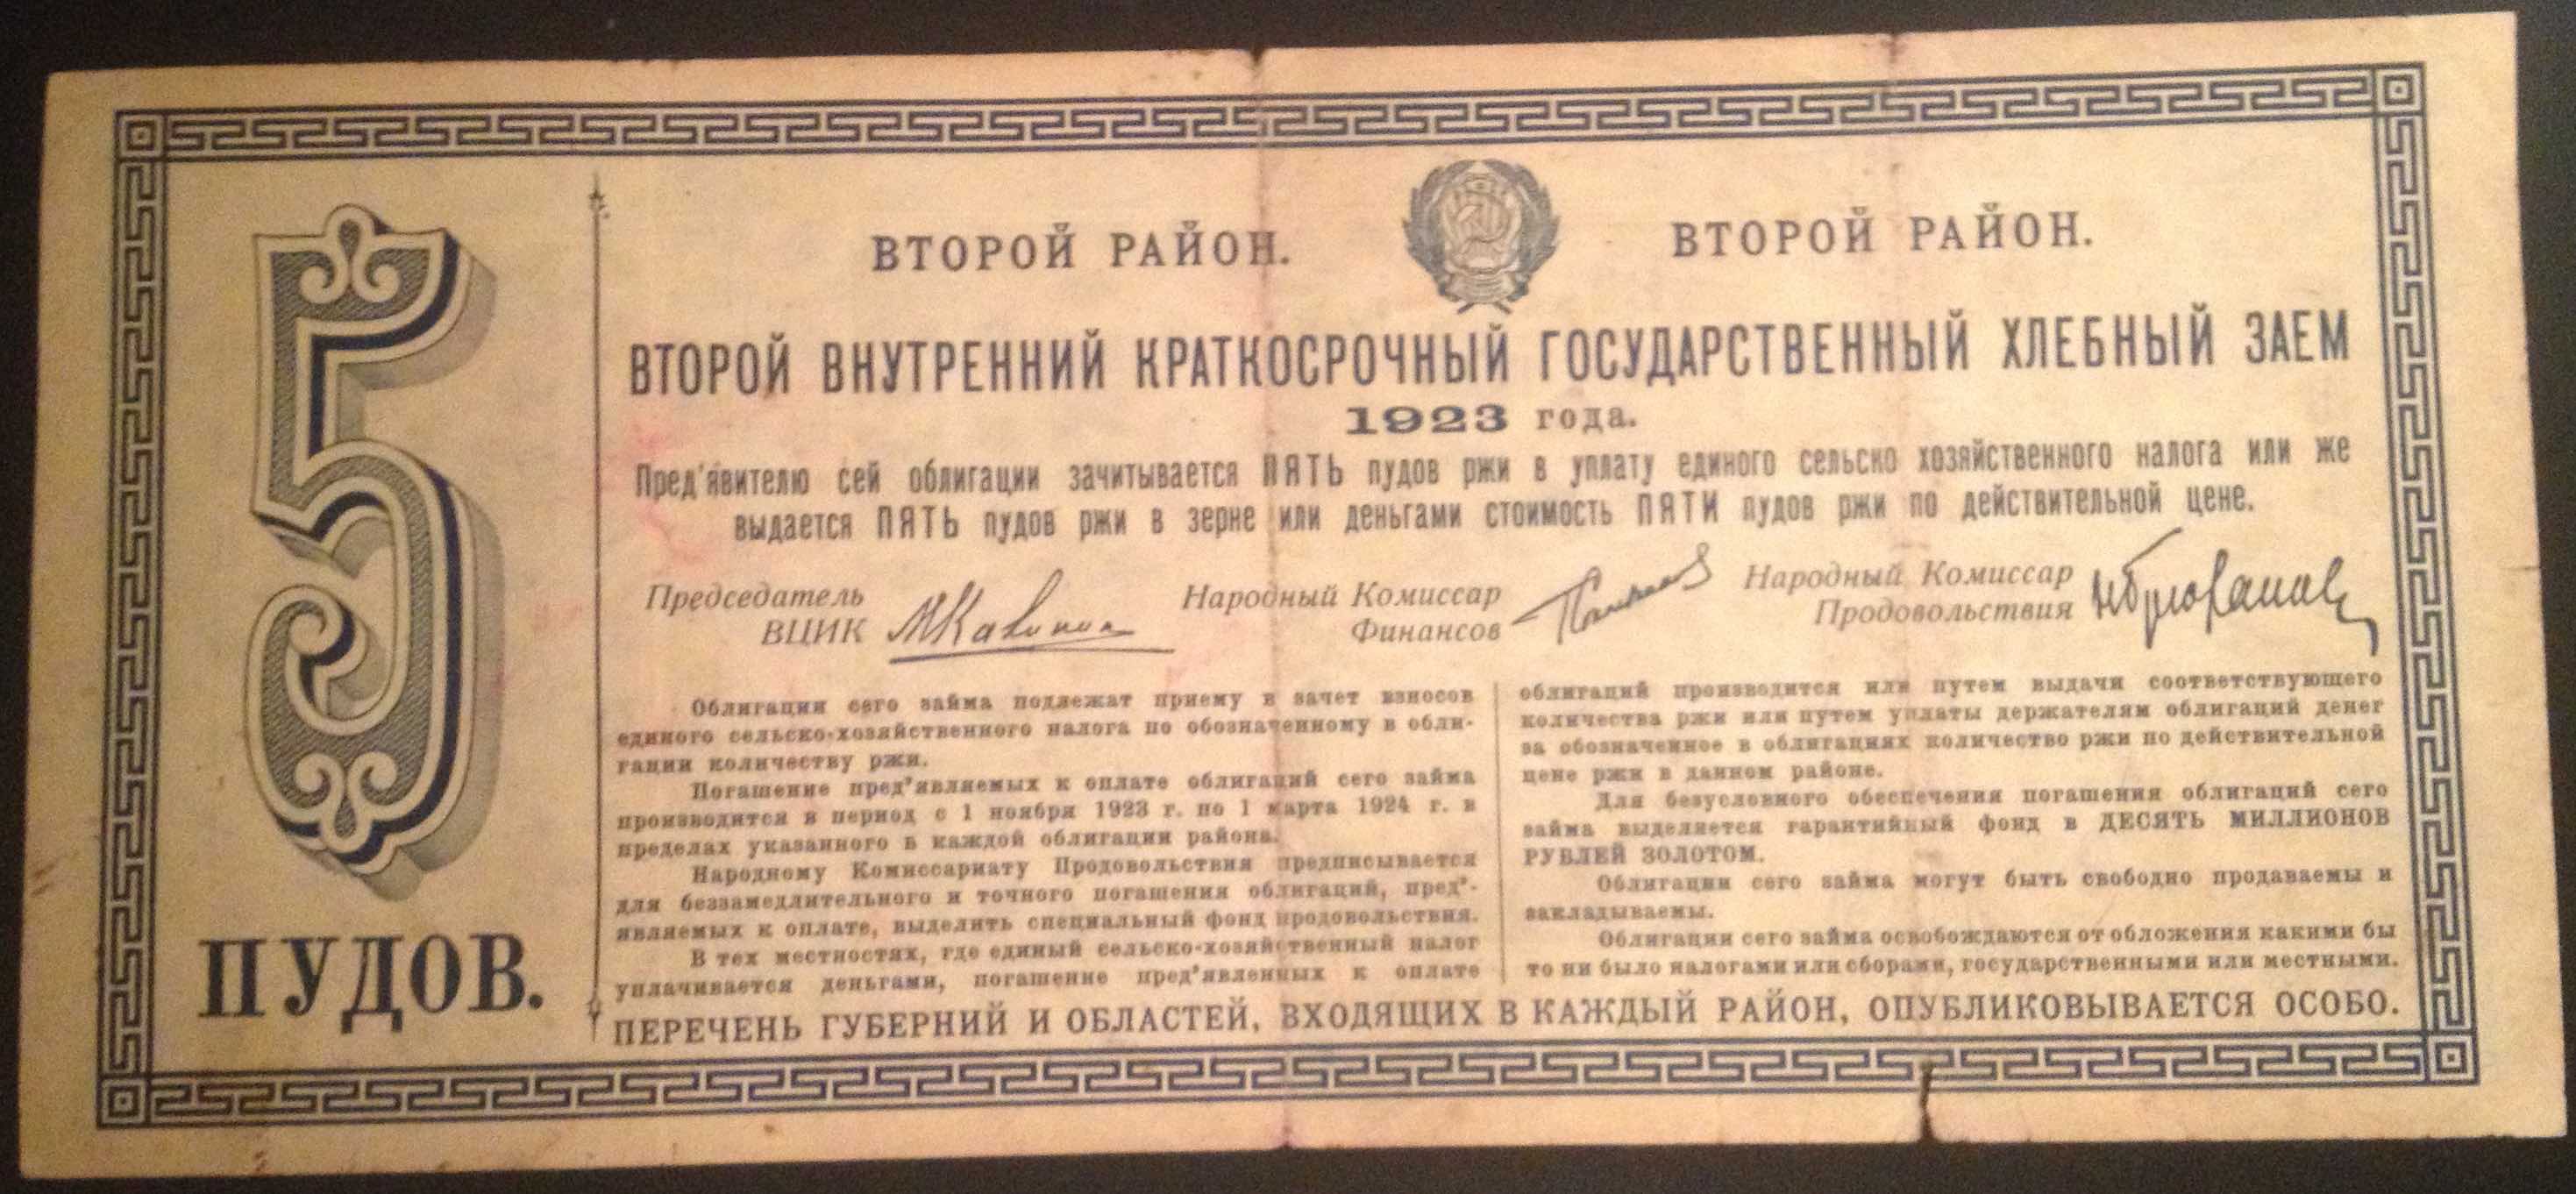 5
ПУДОВ.
ВТОРОЙ РАЙОН.
ВТОРОЙ РАЙОН.
ВТОРОЙ ВНУТРЕННИЙ КРАТКОСРОЧНЫЙ ГОСУДАРСТВЕННЫЙ ХЛЕБНЫЙ ЗАЕМ
1923 года.
Пред'явителю сей облигации зачитывается ПЯТЬ пудов ржи в уплату единого сельско хозяйственного налога или же
выдается ПЯТЬ пудов ржи в зерне или деньгами стоимость ПЯТИ пудов ржи по действительной цене.
Председатель
ВЦИК
МКалинин
Народный Комиссар
Финансов
Народный Комиссар
Продовольствия
НБрюханов
Облигации сего займа подлежат приему в зачет взносов
единого сельско-хозяйственного налога по обозначенному в обли-
гации количеству ржи.
Погашение пред'являемых к оплате облигаций сего займа
производится в период с 1 ноября 1923 г. по 1 марта 1924 г. в
пределах указанного в каждой облигации района.
Народному Комиссариату Продовольствия предписывается
для беззамедлительного и точного погашения облигаций, пред'-
являемых к оплате, выделить специальный фонд продовольствия.
В тех местностях, где единый сельско-хозяйственный налог
уплачивается деньгами, погашение пред'явленных к оплате
облигаций производится или путем выдачи соответствующего
количества ржи или путем уплаты держателям облигаций денег
за обозначенное в облигациях количество ржи по действительной
цене ржи в данном районе.
Для безусловного обеспечения погашения облигаций сего
займа выделяется гарантийный фонд в ДЕСЯТЬ МИЛЛИОНОВ
РУБЛЕЙ ЗОЛОТОМ.
Облигации сего займа могут быть свободно продаваемы и
закладываемы.
Облигации сего займа освобождаются от обложения какими бы
то ни было налогами или сборами, государственными или местными.
ПЕРЕЧЕНЬ ГУБЕРНИЙ И ОБЛАСТЕЙ, ВХОДЯЩИХ В КАЖДЫЙ РАЙОН, ОПУБЛИКОВЫВАЕТСЯ ОСОБО.